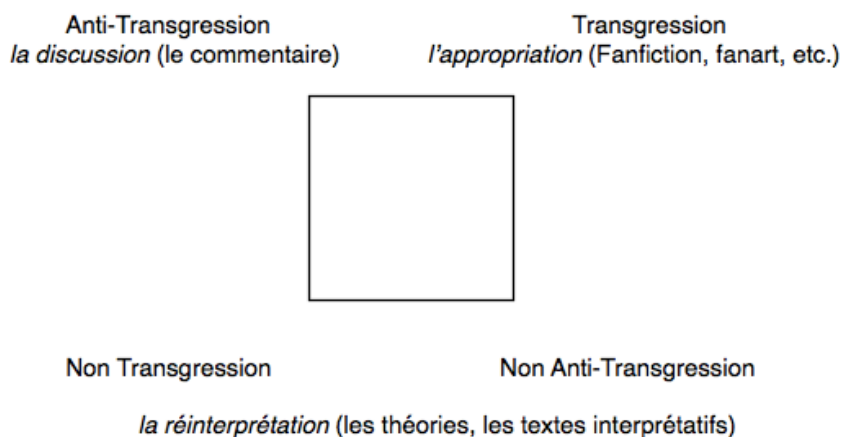 Anti-Transgression
la discussion (le commentaire)
Transgression
l'appropriation (Fanfiction, fanart, etc.)
Non Transgression
Non Anti-Transgression
la réinterprétation (les théories, les textes interprétatifs)